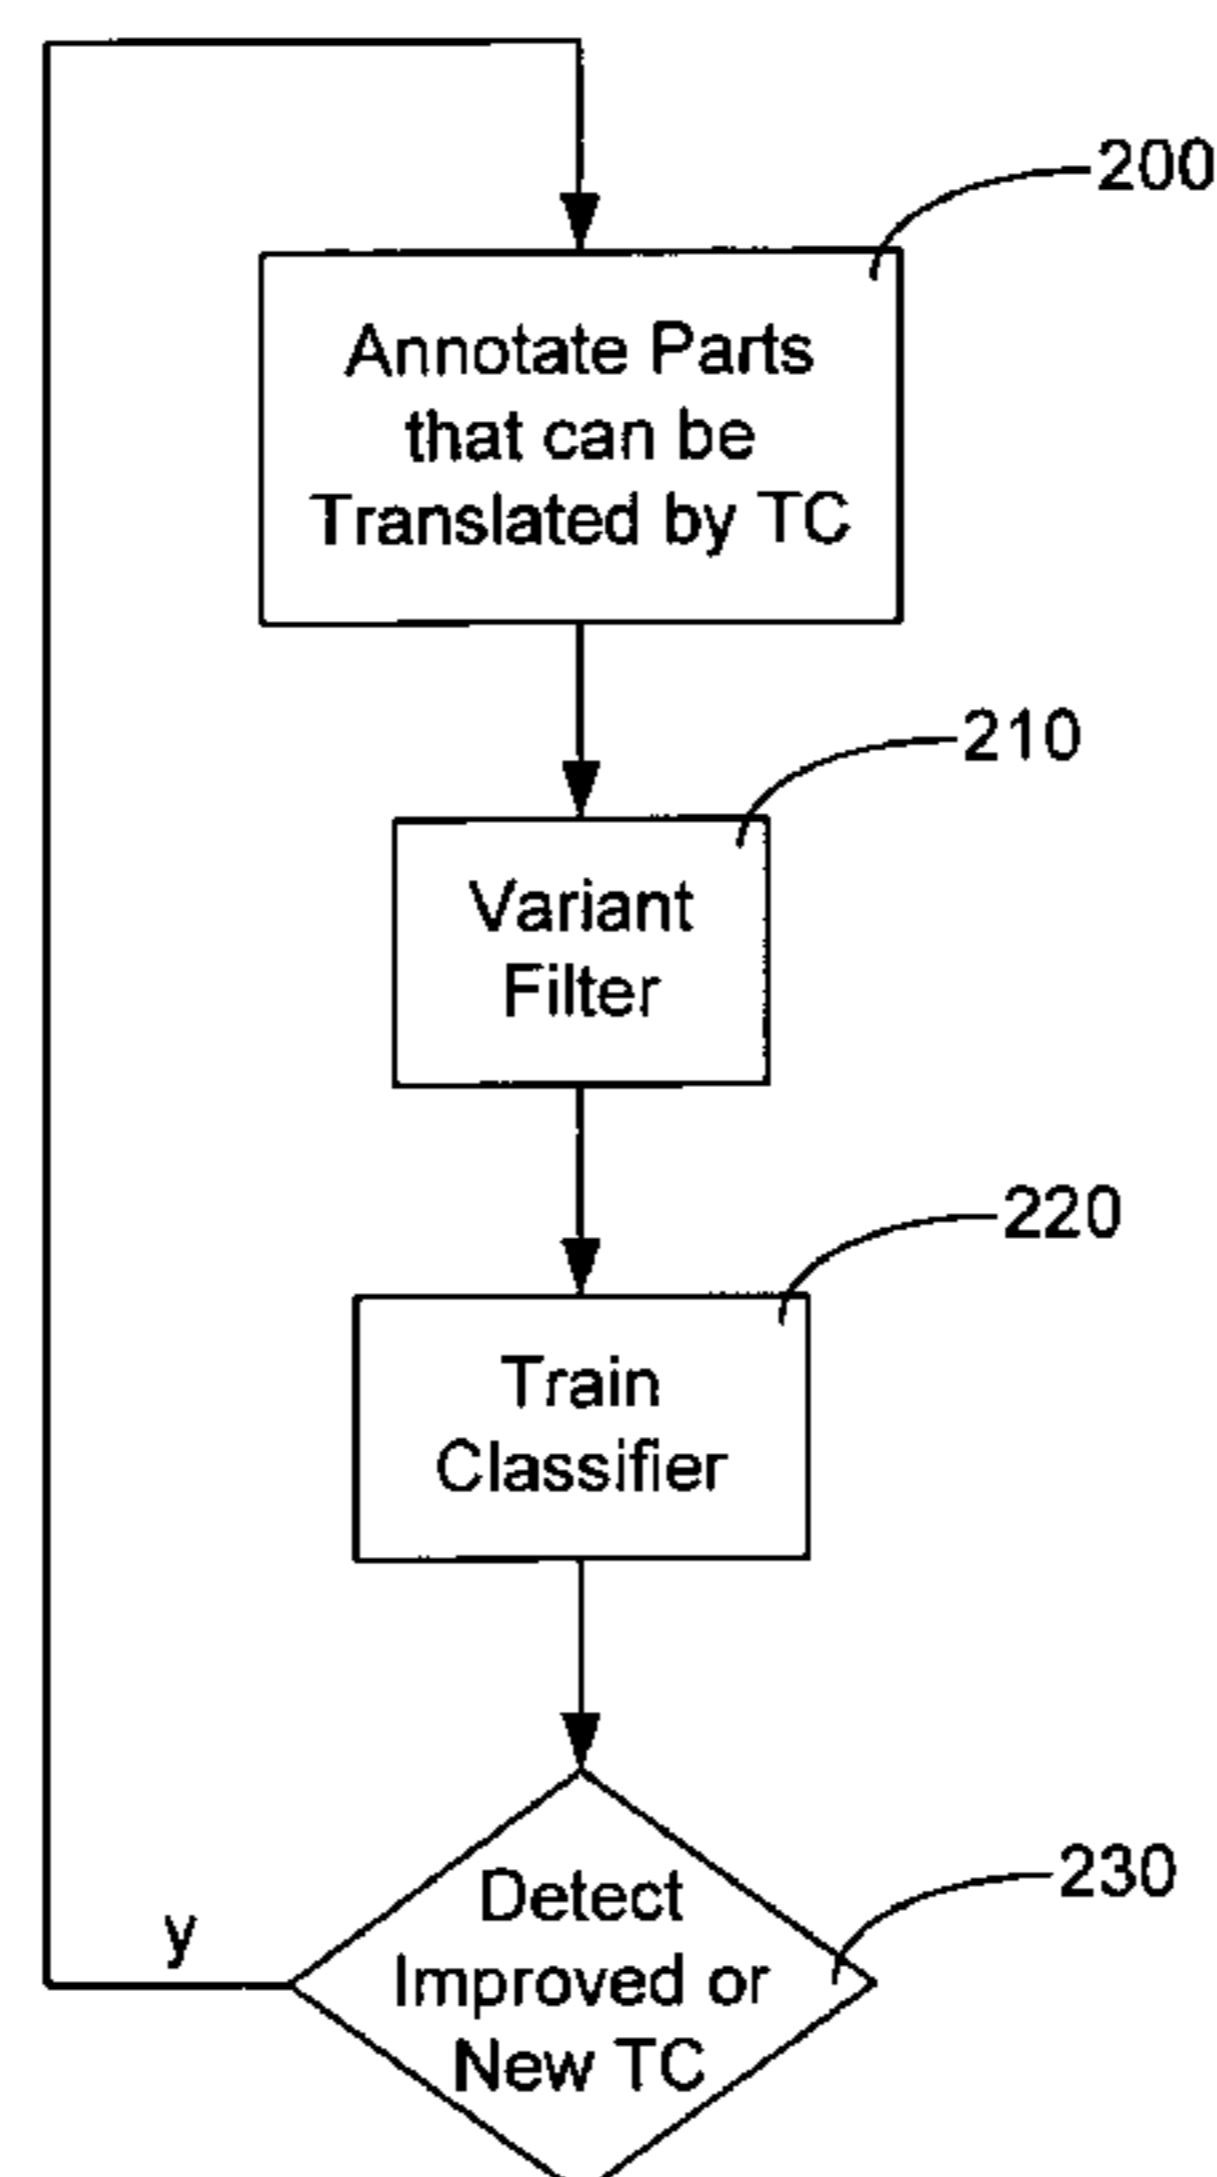 200
Annotate Parts
that can be
Translated by TC
210
Variant
Filter
220
Train
Classifier
230
Detect
Improved or
New TC
y